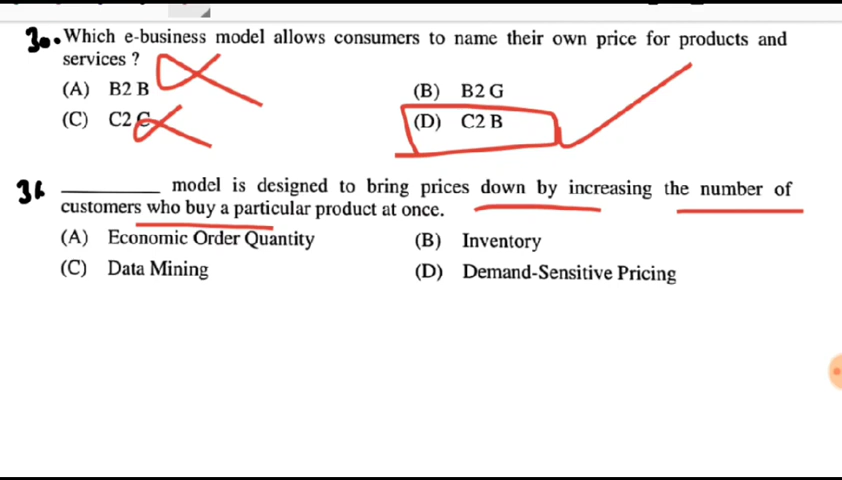 30. Which e-business model allows consumers to name their own price for products and
services ?
(A) B2 B (B) B2 G
(C) C2 C (D) C2 B
31 ________ model is designed to bring prices down by increasing the number of
customers who buy a particular product at once.
(A) Economic Order Quantity (B) Inventory
(C) Data Mining (D) Demand-Sensitive Pricing